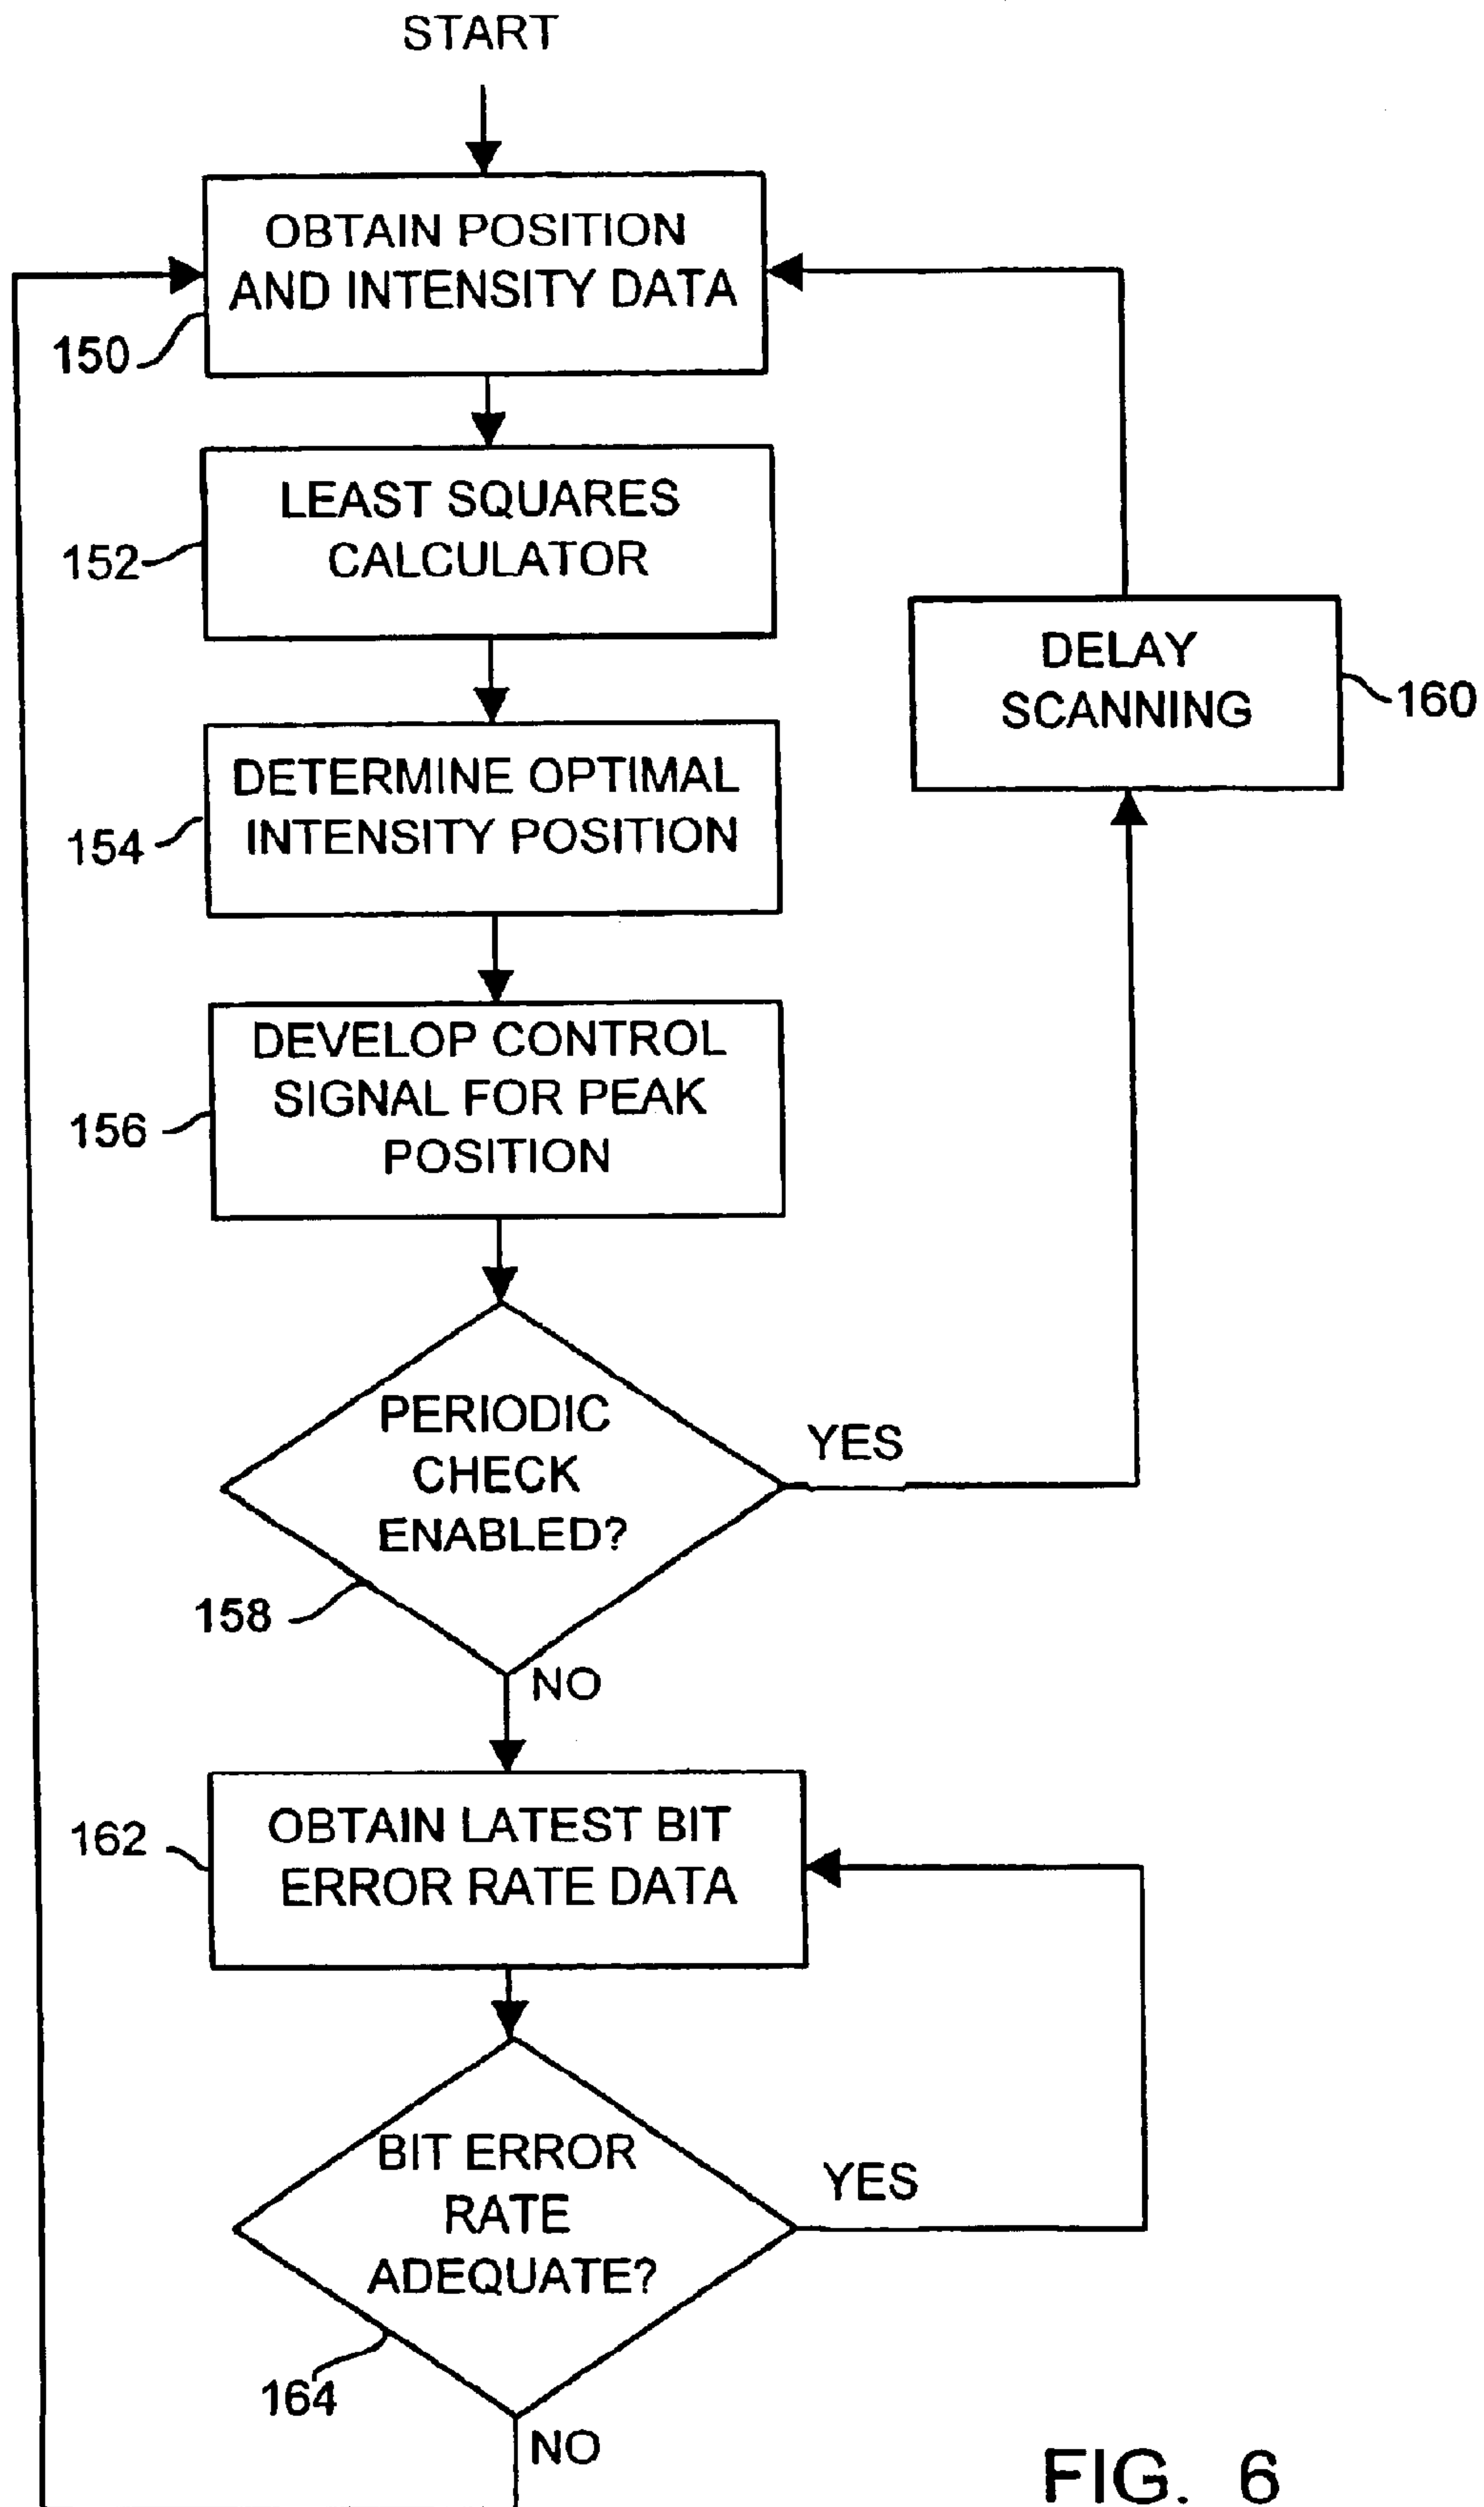 START
OBTAIN POSITION
AND INTENSITY DATA
150
LEAST SQUARES
CALCULATOR
152
DELAY
SCANNING
160
DETERMINE OPTIMAL
INTENSITY POSITION
154
DEVELOP CONTROL
SIGNAL FOR PEAK
POSITION
156
PERIODIC
CHECK
ENABLED?
YES
158
NO
OBTAIN LATEST BIT
ERROR RATE DATA
162
BIT ERROR
RATE
ADEQUATE?
YES
164
NO
FIG. 6